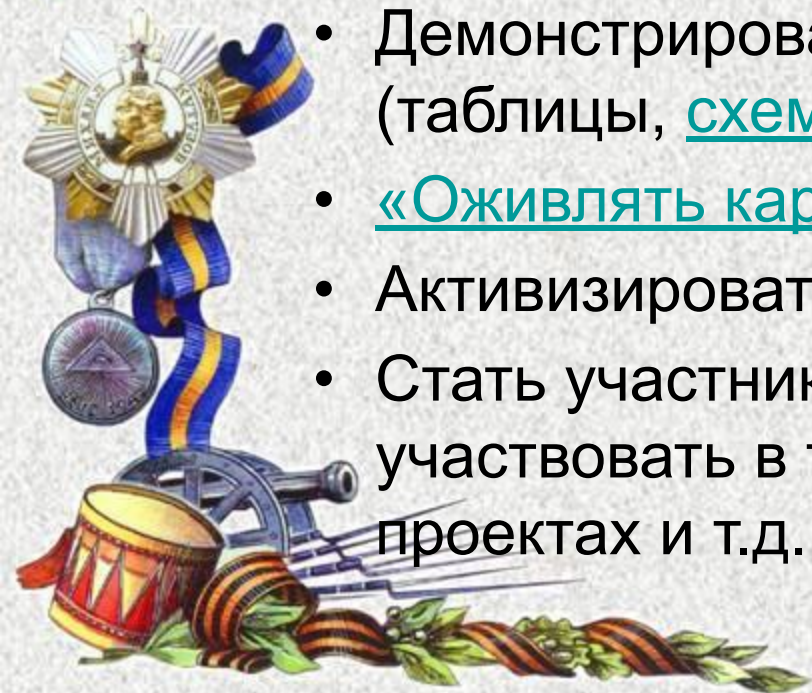 • Демонстрирова
(таблицы, схем
• «Оживлять кар
• Активизироват
• Стать участник
участвовать в т
проектах и т.д.